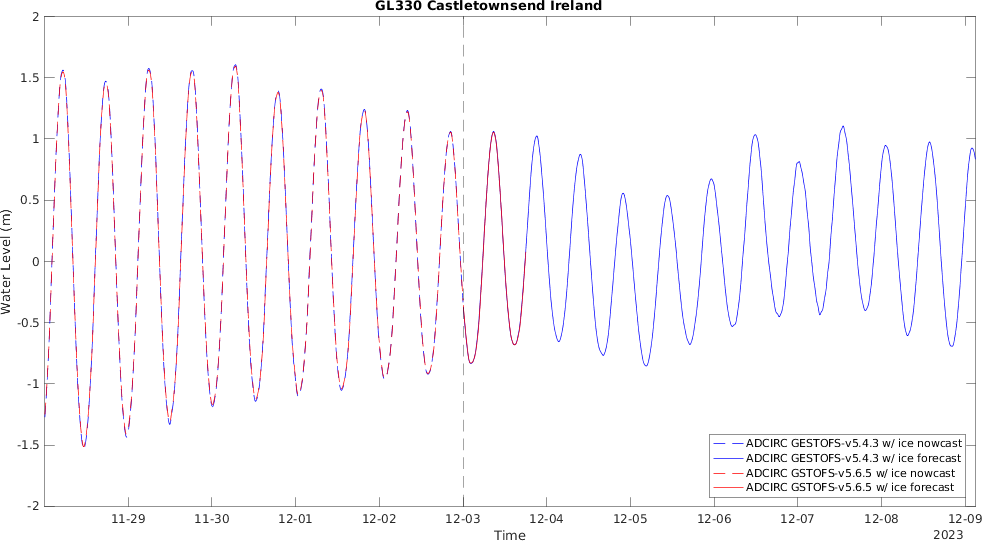 GL330 Castletownsend Ireland
2
1.5
1
0.5
0
-0.5
-1
-1.5
-2
Water Level (m)
ADCIRC GESTOFS-v5.4.3 w/ ice nowcast
ADCIRC GESTOFS-v5.4.3 w/ ice forecast
ADCIRC GSTOFS-v5.6.5 w/ ice nowcast
ADCIRC GSTOFS-v5.6.5 w/ ice forecast
11-29 11-30 12-01 12-02 12-03 12-04 12-05 12-06 12-07 12-08 12-09
Time
2023